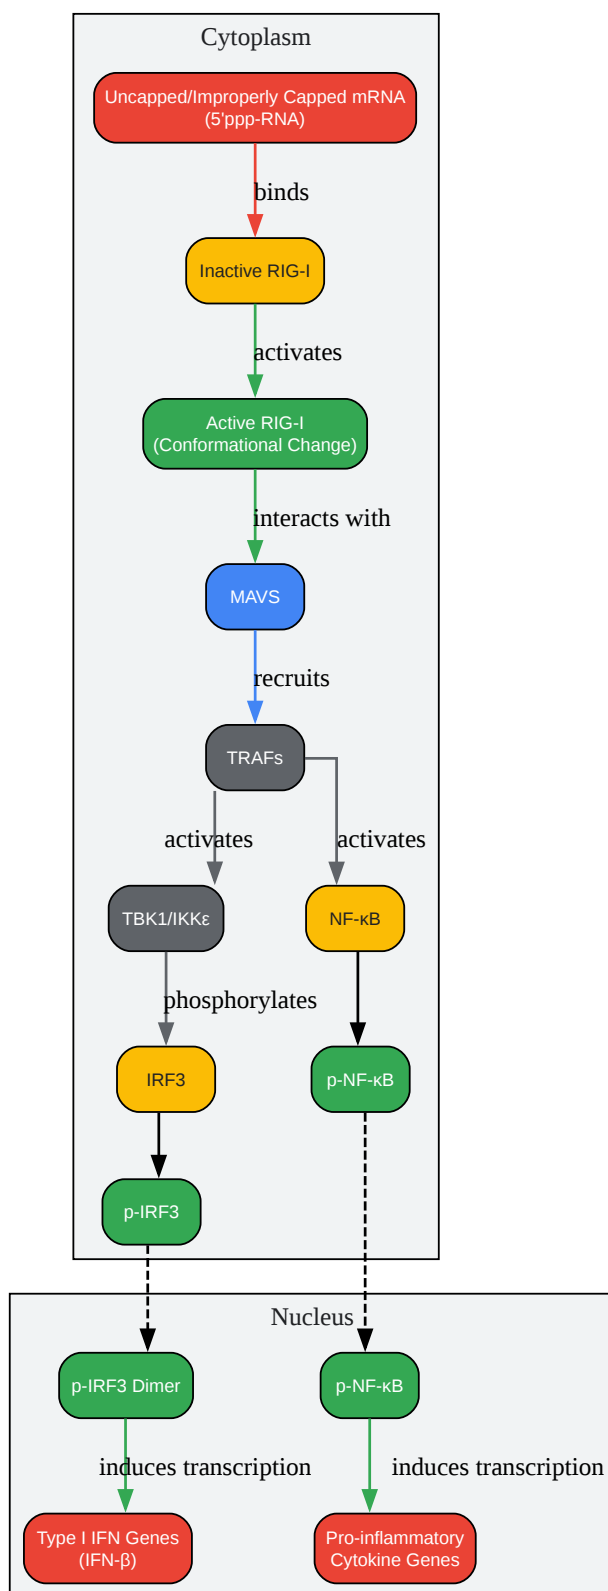 Cytoplasm
Uncapped/Improperly Capped mRNA
(5'ppp-RNA)
binds
Inactive RIG-I
activates
Active RIG-I
(Conformational Change)
interacts with
MAVS
recruits
TRAFs
activates
activates
TBK1/IKKε
NF-κB
phosphorylates
IRF3
p-NF-κB
p-IRF3
Nucleus
p-IRF3 Dimer
p-NF-κB
induces transcription
induces transcription
Type I IFN Genes
(IFN-β)
Pro-inflammatory
Cytokine Genes